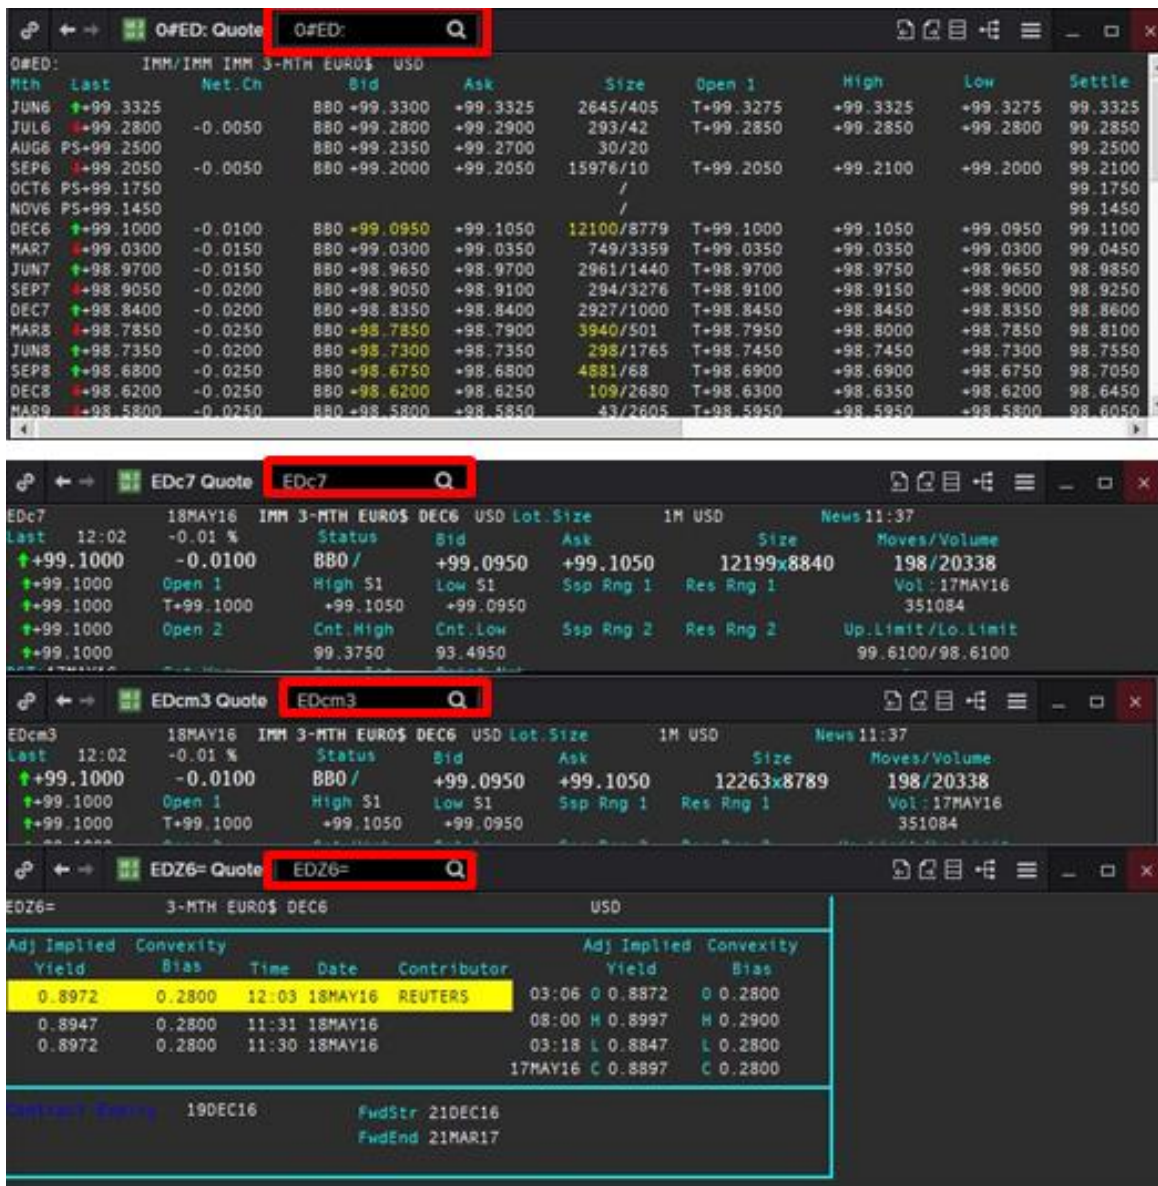 0#ED: Quote 0#ED:
0#ED: IMM/IMM IMM 3-MTH EURO$ USD
Mth Last Net.Ch Bid Ask Size Open 1 High Low Settle
JUN6 +99.3325 BBO +99.3300 +99.3325 2645/405 T+99.3275 +99.3325 +99.3275 99.3325
JUL6 +99.2800 -0.0050 BBO +99.2800 +99.2900 293/42 T+99.2850 +99.2850 +99.2800 99.2850
AUG6 PS+99.2500 BBO +99.2350 +99.2700 30/20 99.2500
SEP6 +99.2050 -0.0050 BBO +99.2000 +99.2050 15976/10 T+99.2050 +99.2100 +99.2000 99.2100
OCT6 PS+99.1750 / 99.1750
NOV6 PS+99.1450 / 99.1450
DEC6 +99.1000 -0.0100 BBO +99.0950 +99.1050 12100/8779 T+99.1000 +99.1050 +99.0950 99.1100
MAR7 +99.0300 -0.0150 BBO +99.0300 +99.0350 749/3359 T+99.0350 +99.0350 +99.0300 99.0450
JUN7 +98.9700 -0.0150 BBO +98.9650 +98.9700 2961/1440 T+98.9700 +98.9750 +98.9650 98.9850
SEP7 +98.9050 -0.0200 BBO +98.9050 +98.9100 294/3276 T+98.9100 +98.9150 +98.9000 98.9250
DEC7 +98.8400 -0.0200 BBO +98.8350 +98.8400 2927/1000 T+98.8450 +98.8450 +98.8350 98.8600
MAR8 +98.7850 -0.0250 BBO +98.7850 +98.7900 3940/501 T+98.7950 +98.8000 +98.7850 98.8100
JUN8 +98.7350 -0.0200 BBO +98.7300 +98.7350 298/1765 T+98.7450 +98.7450 +98.7300 98.7550
SEP8 +98.6800 -0.0250 BBO +98.6750 +98.6800 4881/68 T+98.6900 +98.6900 +98.6750 98.7050
DEC8 +98.6200 -0.0250 BBO +98.6200 +98.6250 109/2680 T+98.6300 +98.6350 +98.6200 98.6450
MAR9 +98.5800 -0.0250 BBO +98.5800 +98.5850 43/2605 T+98.5950 +98.5950 +98.5800 98.6050
EDc7 Quote EDc7
EDc7 18MAY16 IMM 3-MTH EURO$ DEC6 USD Lot.Size 1M USD News 11:37
Last 12:02 -0.01 % Status Bid Ask Size Moves/Volume
+99.1000 -0.0100 BBO / +99.0950 +99.1050 12199x8840 198/20338
+99.1000 Open 1 High S1 Low S1 Ssp Rng 1 Res Rng 1 Vol:17MAY16
+99.1000 T+99.1000 +99.1050 +99.0950 351084
+99.1000 Open 2 Cnt.High Cnt.Low Ssp Rng 2 Res Rng 2 Up.Limit/Lo.Limit
+99.1000 99.3750 93.4950 99.6100/98.6100
EDcm3 Quote EDcm3
EDcm3 18MAY16 IMM 3-MTH EURO$ DEC6 USD Lot.Size 1M USD News 11:37
Last 12:02 -0.01 % Status Bid Ask Size Moves/Volume
+99.1000 -0.0100 BBO / +99.0950 +99.1050 12263x8789 198/20338
+99.1000 Open 1 High S1 Low S1 Ssp Rng 1 Res Rng 1 Vol:17MAY16
+99.1000 T+99.1000 +99.1050 +99.0950 351084
EDZ6= Quote EDZ6=
EDZ6= 3-MTH EURO$ DEC6 USD
Adj Implied Convexity Adj Implied Convexity
Yield Bias Time Date Contributor Yield Bias
0.8972 0.2800 12:03 18MAY16 REUTERS 03:06 O 0.8872 O 0.2800
0.8947 0.2800 11:31 18MAY16 08:00 H 0.8997 H 0.2900
0.8972 0.2800 11:30 18MAY16 03:18 L 0.8847 L 0.2800
17MAY16 C 0.8897 C 0.2800
Contract Expiry 19DEC16 FwdStr 21DEC16
FwdEnd 21MAR17